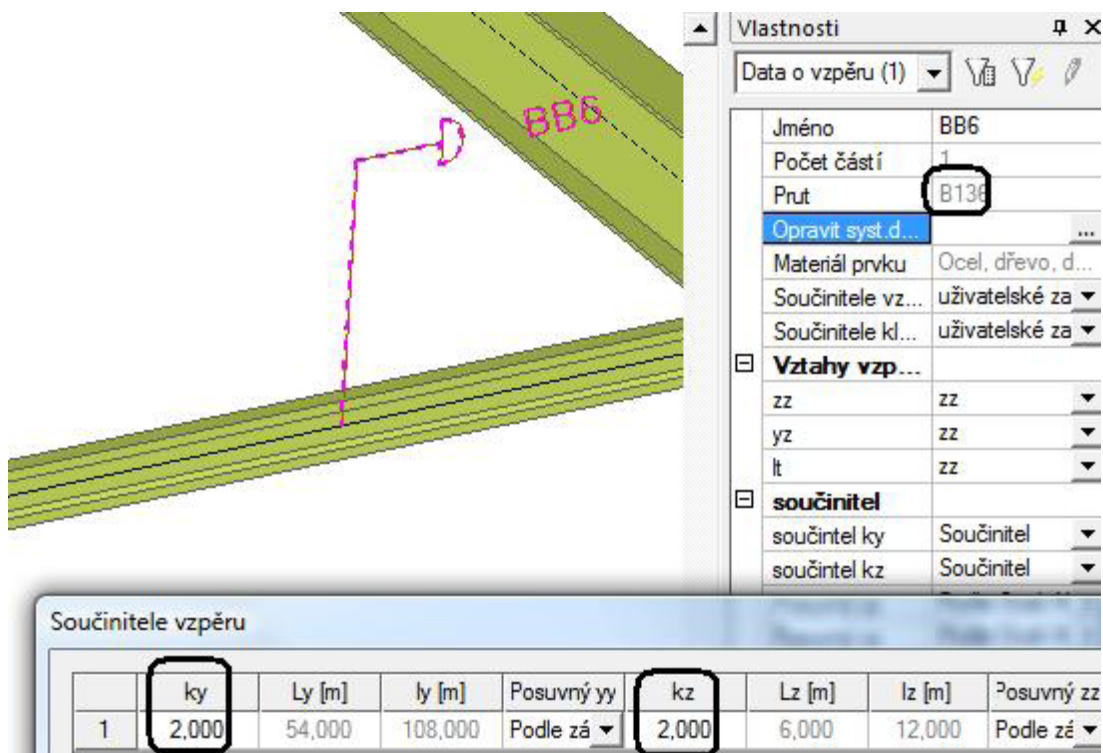 Vlastnosti
Data o vzpěru (1)
BB6
Jméno BB6
Počet částí 1
Prut B136
Opravit syst.d... ...
Materiál prvku Ocel, dřevo, d...
Součinitele vz... uživatelské za
Součinitele kl... uživatelské za
Vztahy vzp...
zz zz
yz zz
lt zz
součinitel
součintel ky Součinitel
součintel kz Součinitel
Součinitele vzpěru
ky Ly [m] ly [m] Posuvný yy kz Lz [m] lz [m] Posuvný zz
1 2,000 54,000 108,000 Podle zá 2,000 6,000 12,000 Podle zá